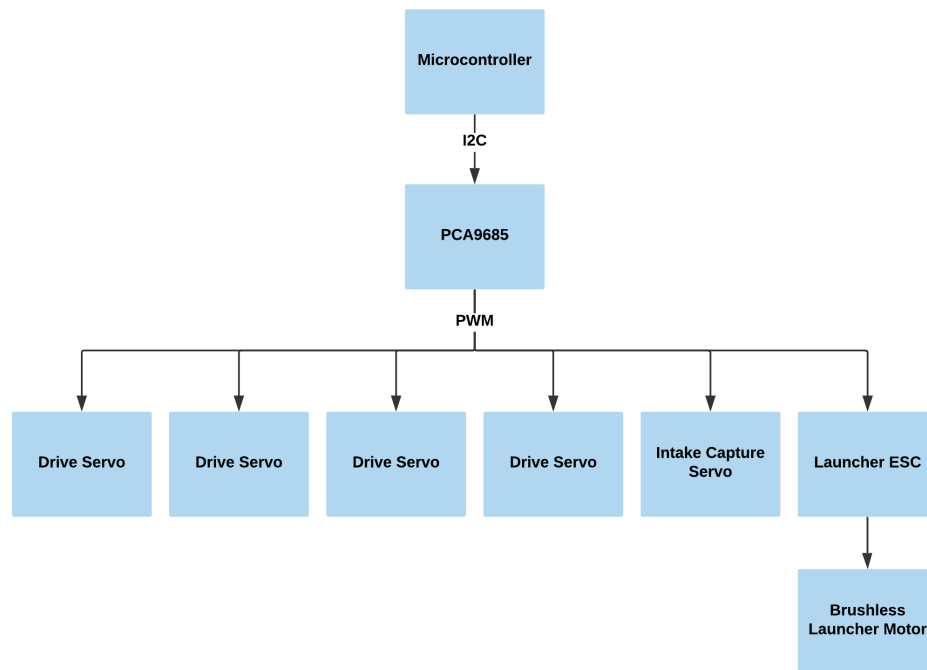 Microcontroller
I2C
PCA9685
PWM
Drive Servo
Drive Servo
Drive Servo
Drive Servo
Intake Capture
Servo
Launcher ESC
Brushless
Launcher Motor